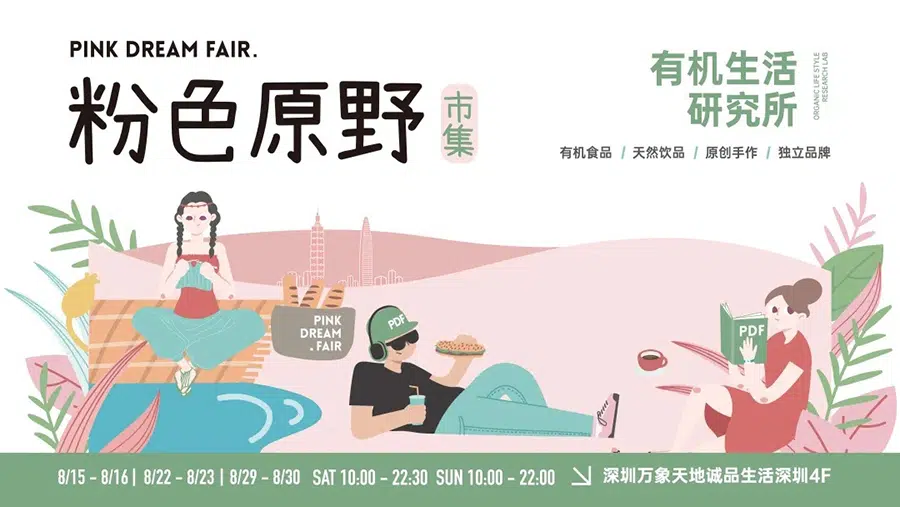 PINK DREAM FAIR.
粉色原野
市集
有机生活
研究所
ORGANIC LIFE STYLE
RESEARCH LAB
有机食品 / 天然饮品 / 原创手作 / 独立品牌
PINK
DREAM
. FAIR
PDF
PDF
8/15 – 8/16 | 8/22 – 8/23 | 8/29 – 8/30 SAT 10:00 – 22:30 SUN 10:00 – 22:00
深圳万象天地诚品生活深圳4F